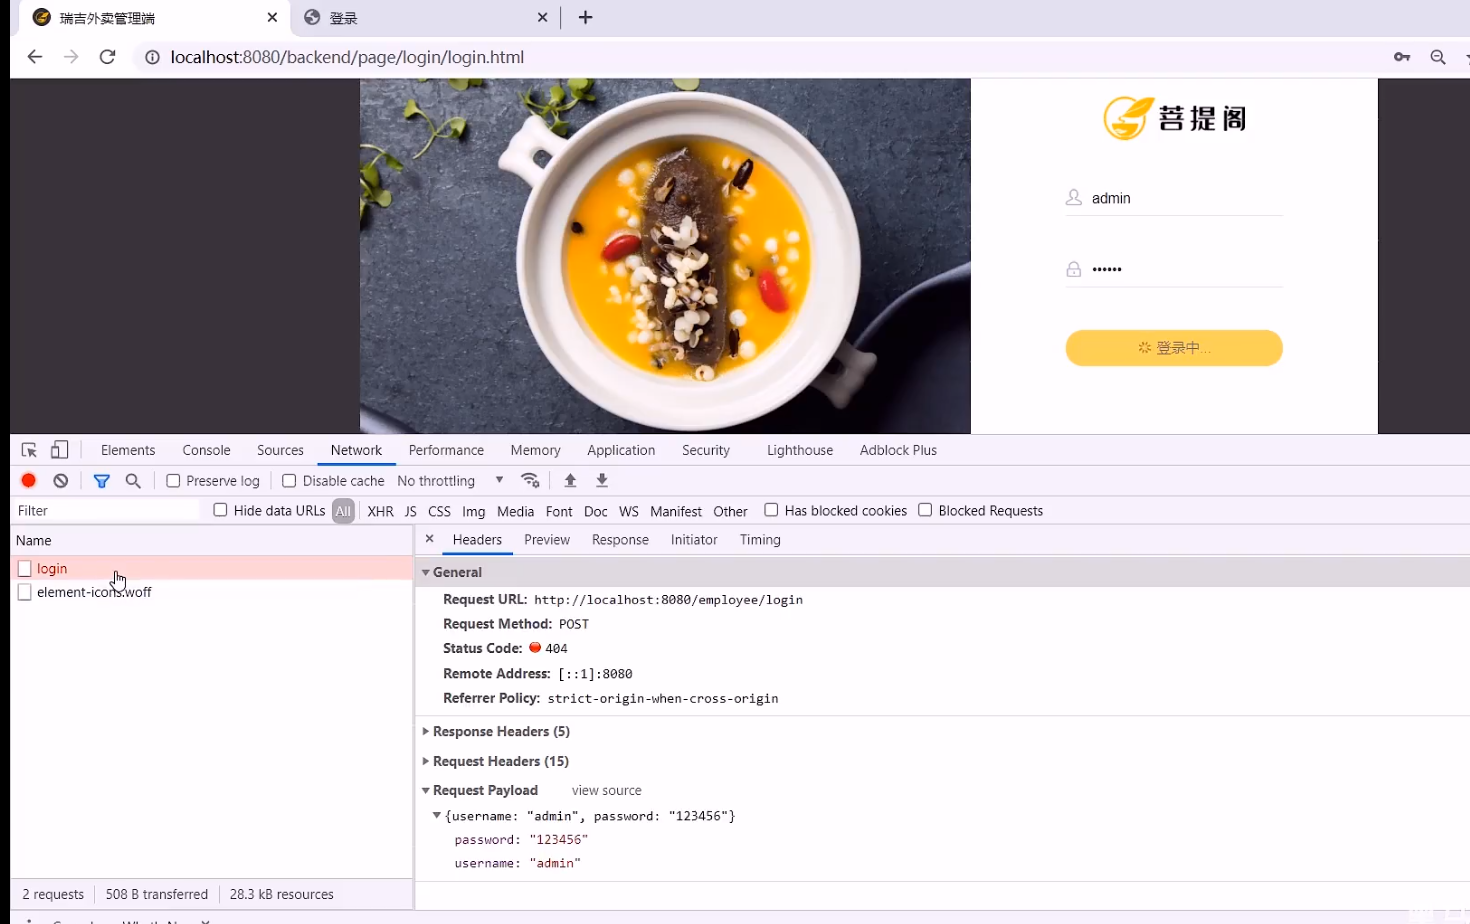 瑞吉外卖管理端
登录
localhost:8080/backend/page/login/login.html
菩提阁
admin
••••••
登录中...
Elements Console Sources Network Performance Memory Application Security Lighthouse Adblock Plus
Preserve log Disable cache No throttling
Filter Hide data URLs All XHR JS CSS Img Media Font Doc WS Manifest Other Has blocked cookies Blocked Requests
Name
login
element-icons.woff
2 requests 508 B transferred 28.3 kB resources
Headers Preview Response Initiator Timing
General
Request URL: http://localhost:8080/employee/login
Request Method: POST
Status Code: 404
Remote Address: [::1]:8080
Referrer Policy: strict-origin-when-cross-origin
Response Headers (5)
Request Headers (15)
Request Payload view source
{username: "admin", password: "123456"}
password: "123456"
username: "admin"